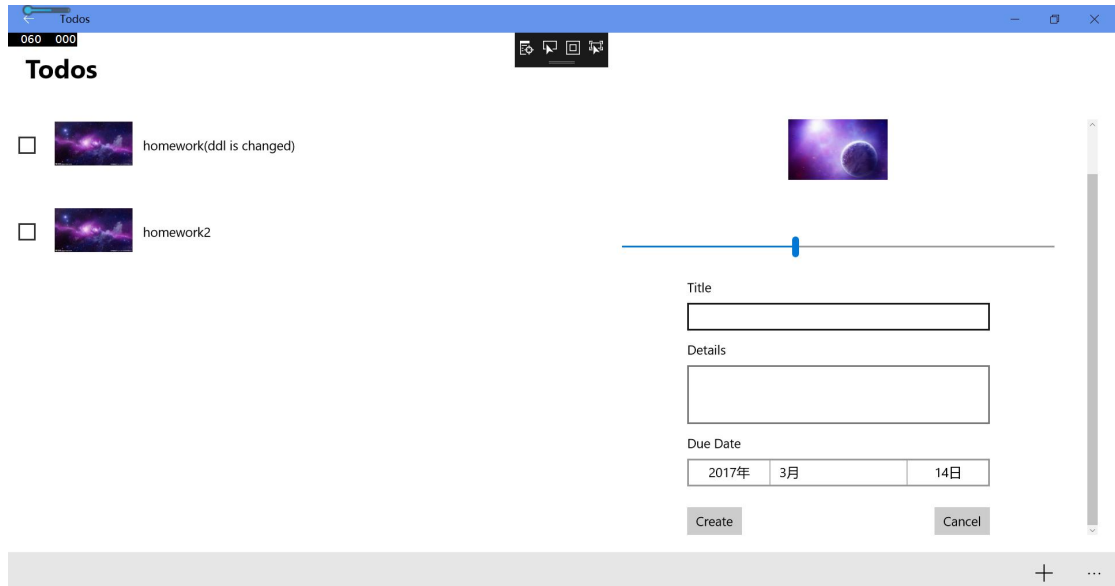 Todos
060 000
Todos
homework(ddl is changed)
homework2
Title
Details
Due Date
2017年 3月 14日
Create Cancel